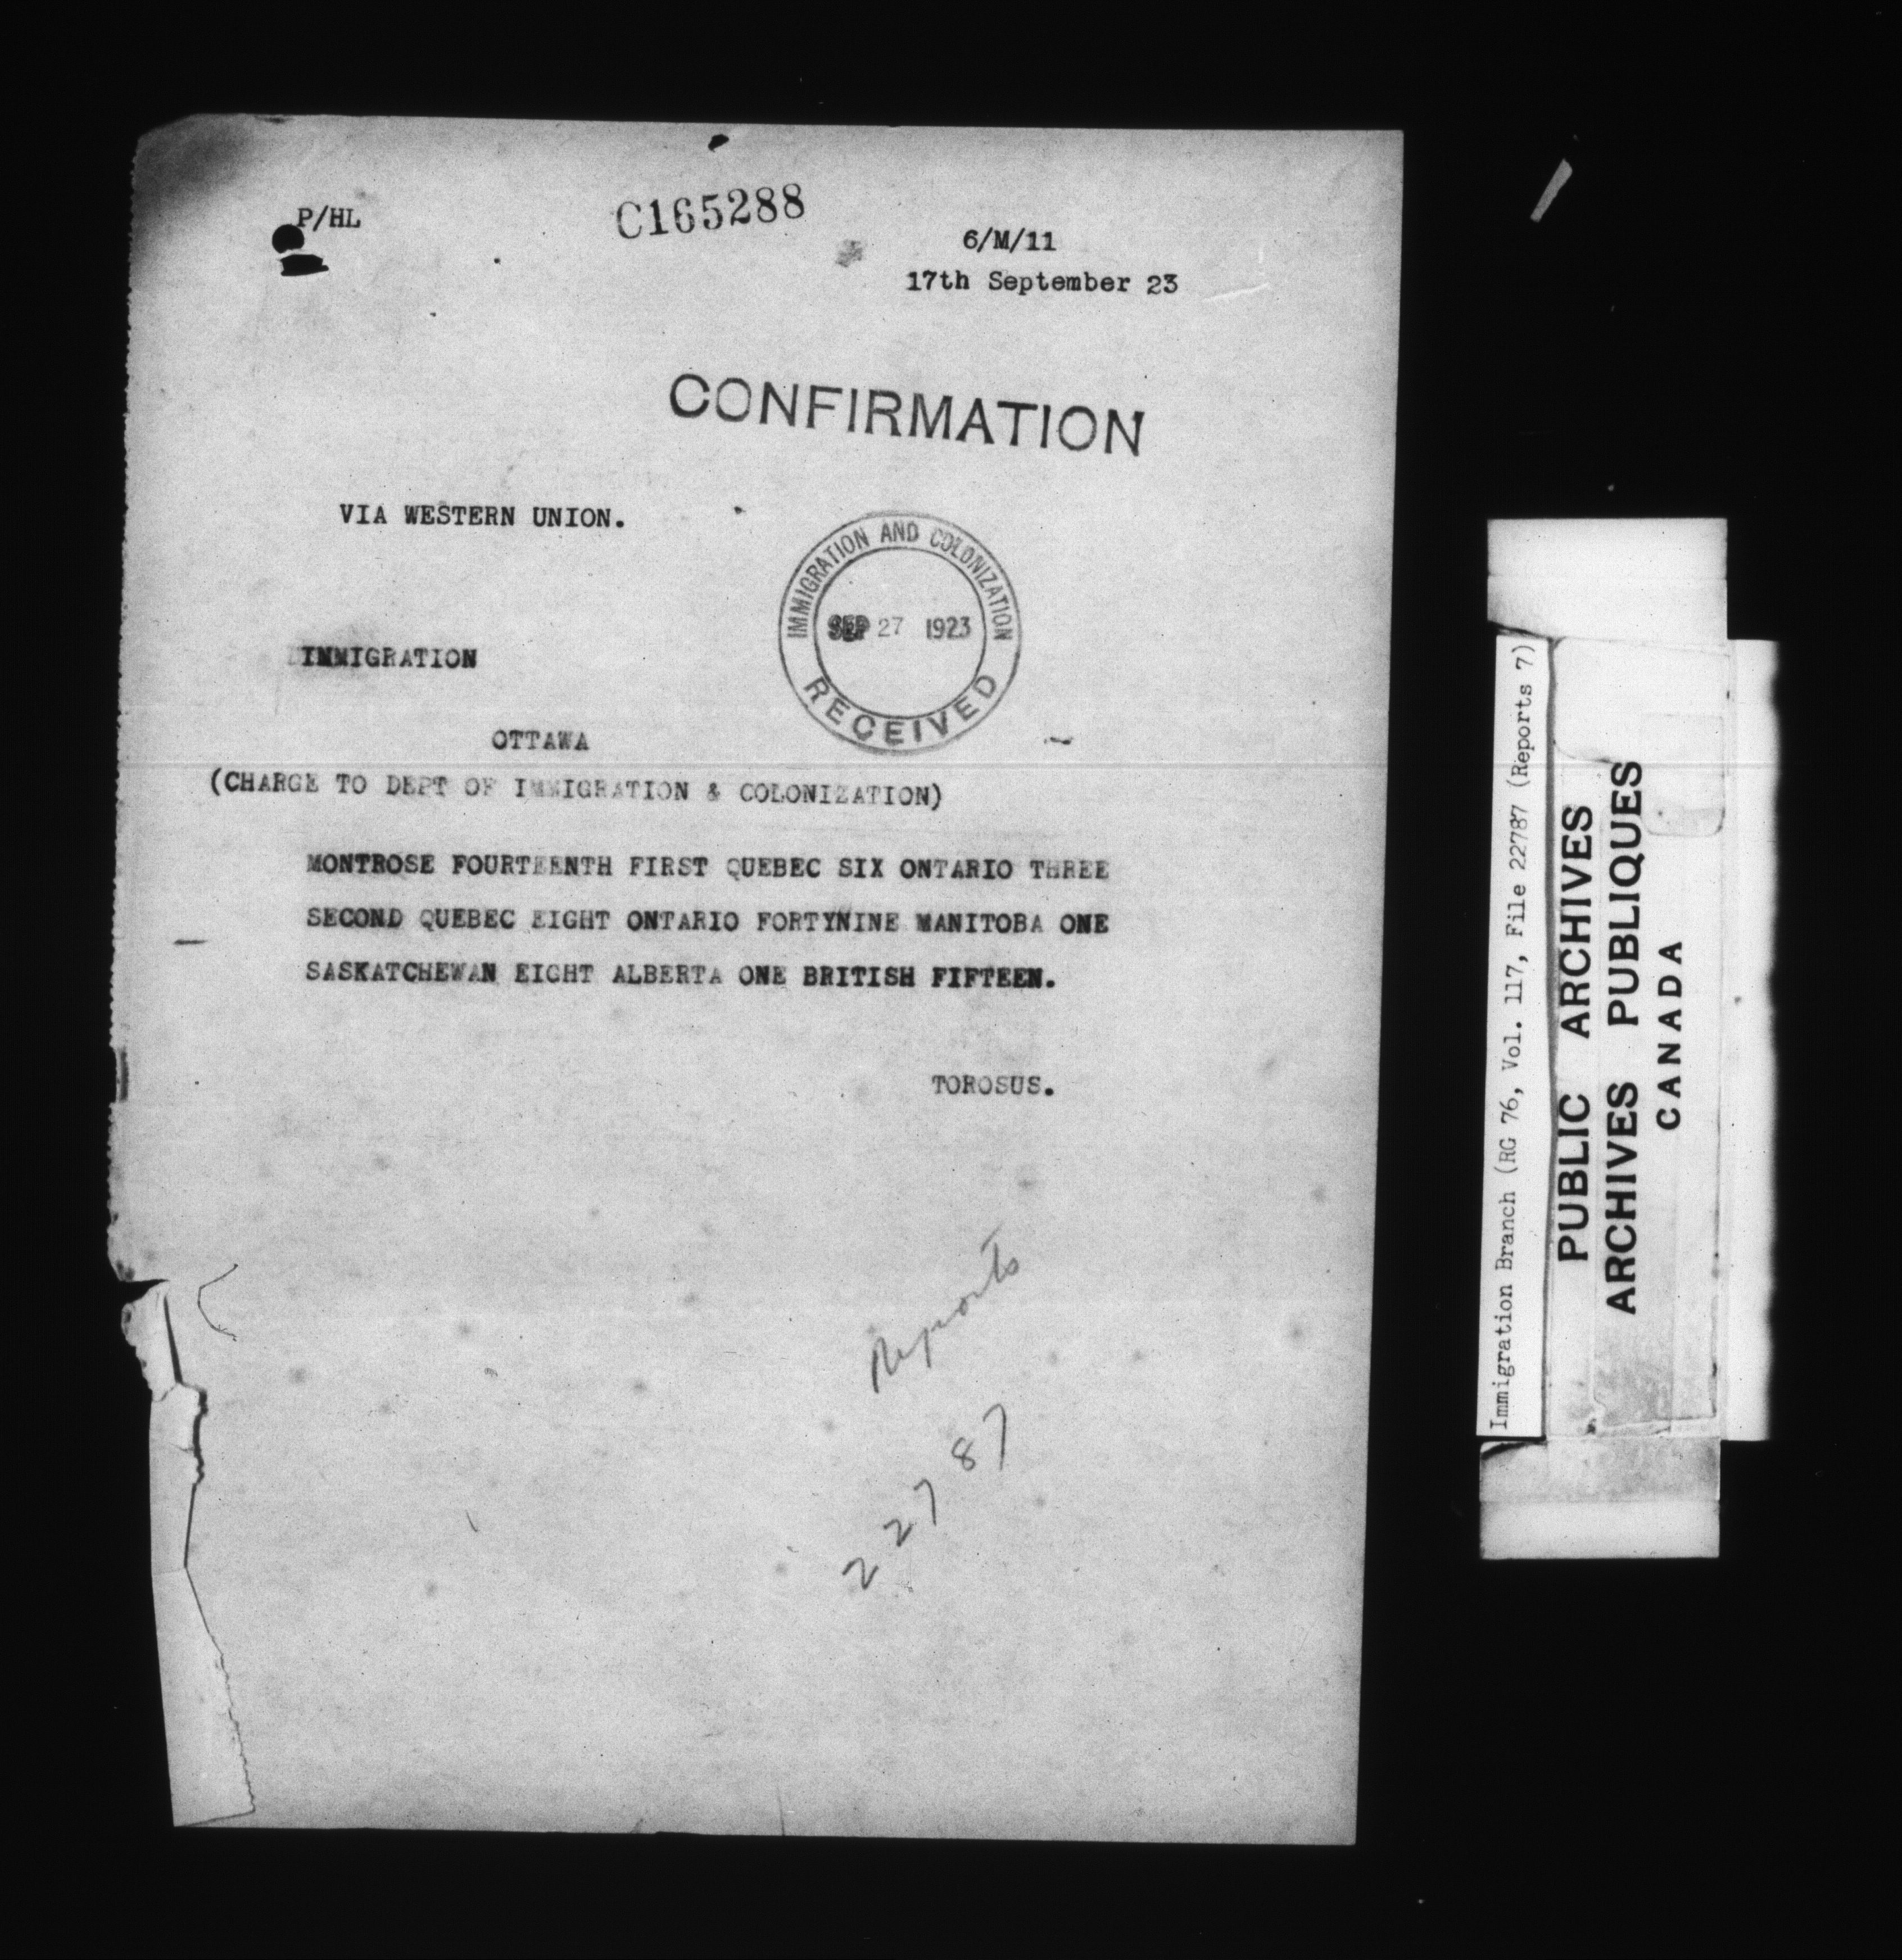 P/HL
C165288
6/M/11
17th September 23
CONFIRMATION
VIA WESTERN UNION.
IMMIGRATION AND COLONIZATION
SEP 27 1923
RECEIVED
IMMIGRATION
OTTAWA
(CHARGE TO DEPT OF IMMIGRATION & COLONIZATION)
MONTROSE FOURTEENTH FIRST QUEBEC SIX ONTARIO THREE
SECOND QUEBEC EIGHT ONTARIO FORTYNINE MANITOBA ONE
SASKATCHEWAN EIGHT ALBERTA ONE BRITISH FIFTEEN.
TOROSUS.
Reports
22787
Immigration Branch (RG 76, Vol. 117, File 22787 (Reports 7)
PUBLIC ARCHIVES
ARCHIVES PUBLIQUES
CANADA